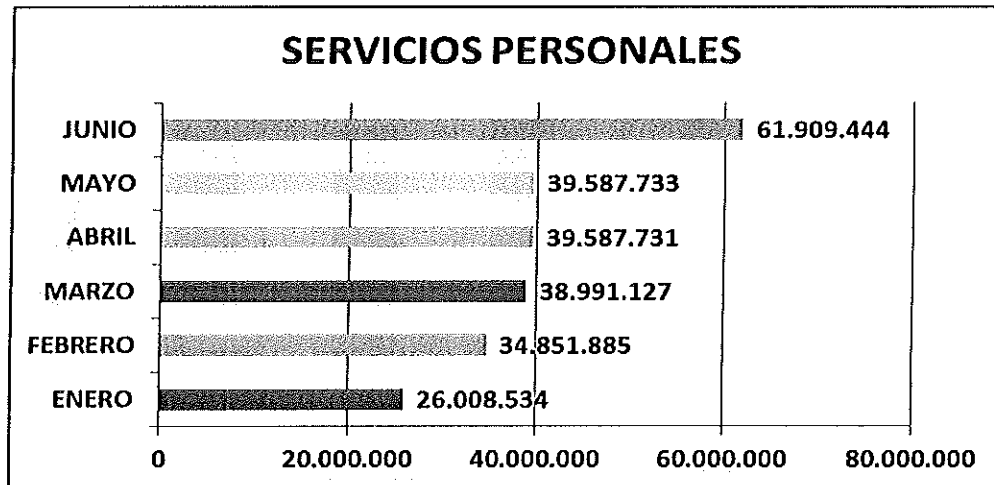 SERVICIOS PERSONALES
JUNIO 61.909.444
MAYO 39.587.733
ABRIL 39.587.731
MARZO 38.991.127
FEBRERO 34.851.885
ENERO 26.008.534
0 20.000.000 40.000.000 60.000.000 80.000.000